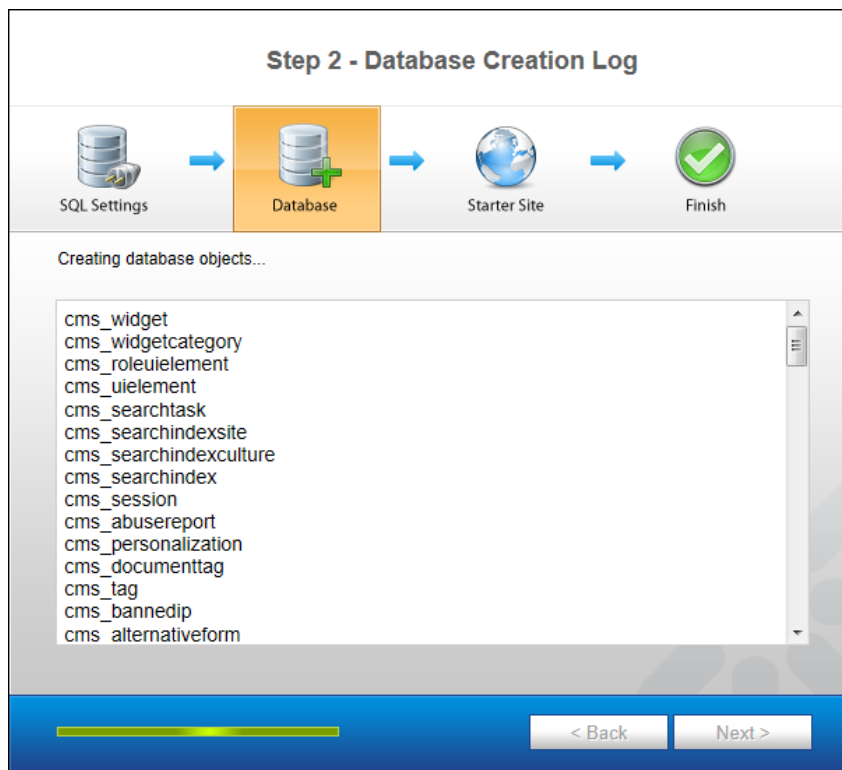 Step 2 - Database Creation Log
SQL Settings
Database
Starter Site
Finish
Creating database objects...
cms_widget
cms_widgetcategory
cms_roleuielement
cms_uielement
cms_searchtask
cms_searchindexsite
cms_searchindexculture
cms_searchindex
cms_session
cms_abusereport
cms_personalization
cms_documenttag
cms_tag
cms_bannedip
cms_alternativeform
< Back
Next >